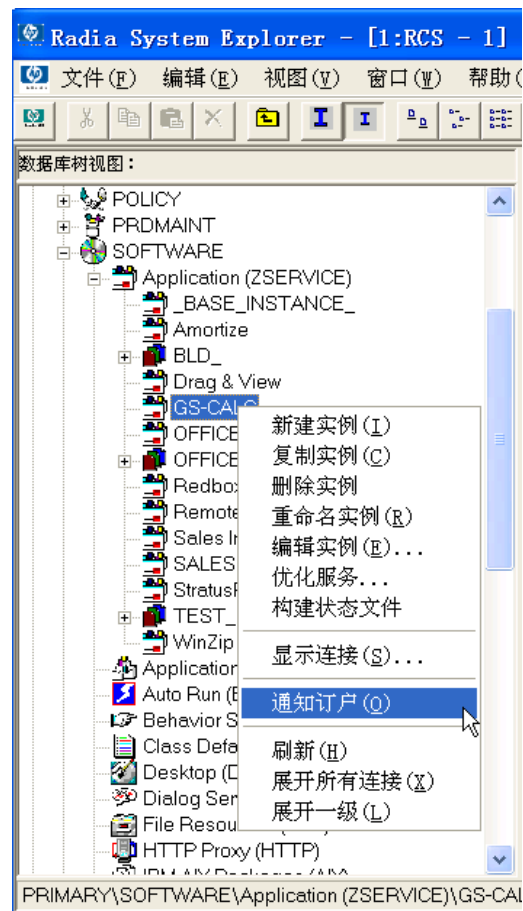 Radia System Explorer - [1:RCS - 1]
文件(F) 编辑(E) 视图(V) 窗口(W) 帮助(
数据库树视图：
POLICY
PRDMAINT
SOFTWARE
Application (ZSERVICE)
_BASE_INSTANCE_
Amortize
BLD_
Drag & View
GS-CALC
OFFICE
OFFICE
Redbo
Remote
Sales In
SALES
Stratus
TEST_
WinZip
Application
Auto Run (E
Behavior S
Class Defa
Desktop (D
Dialog Ser
File Resou
HTTP Proxy (HTTP)
新建实例(I)
复制实例(C)
删除实例
重命名实例(R)
编辑实例(E)...
优化服务...
构建状态文件
显示连接(S)...
通知订户(O)
刷新(H)
展开所有连接(X)
展开一级(L)
PRIMARY\SOFTWARE\Application (ZSERVICE)\GS-CAL